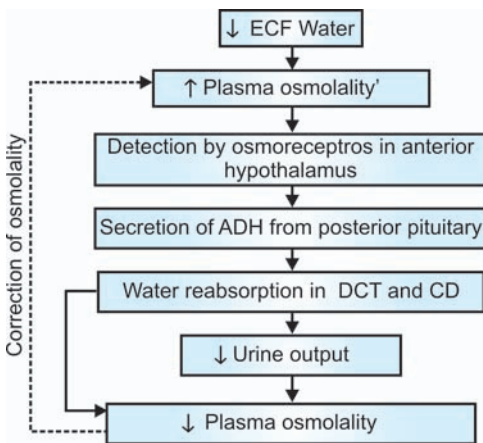 ↓ ECF Water
↑ Plasma osmolality'
Detection by osmoreceptros in anterior
hypothalamus
Secretion of ADH from posterior pituitary
Water reabsorption in DCT and CD
↓ Urine output
↓ Plasma osmolality
Correction of osmolality